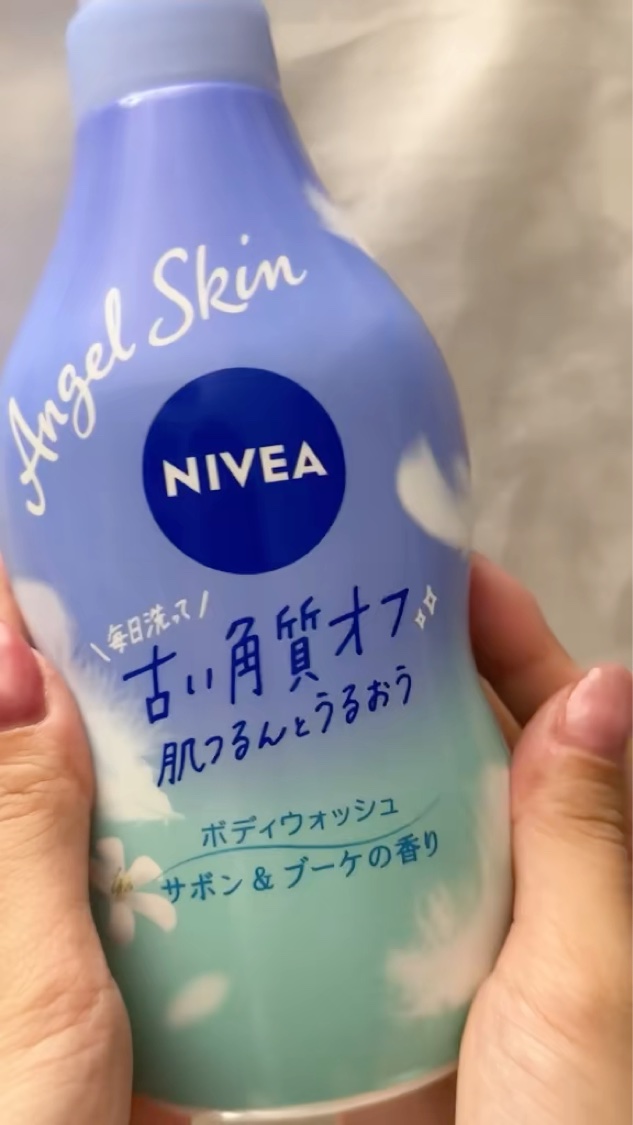 Angel Skin
NIVEA
\毎日洗って/
古い角質オフ
肌つるんとうるおう
ボディウォッシュ
サボン & ブーケの香り